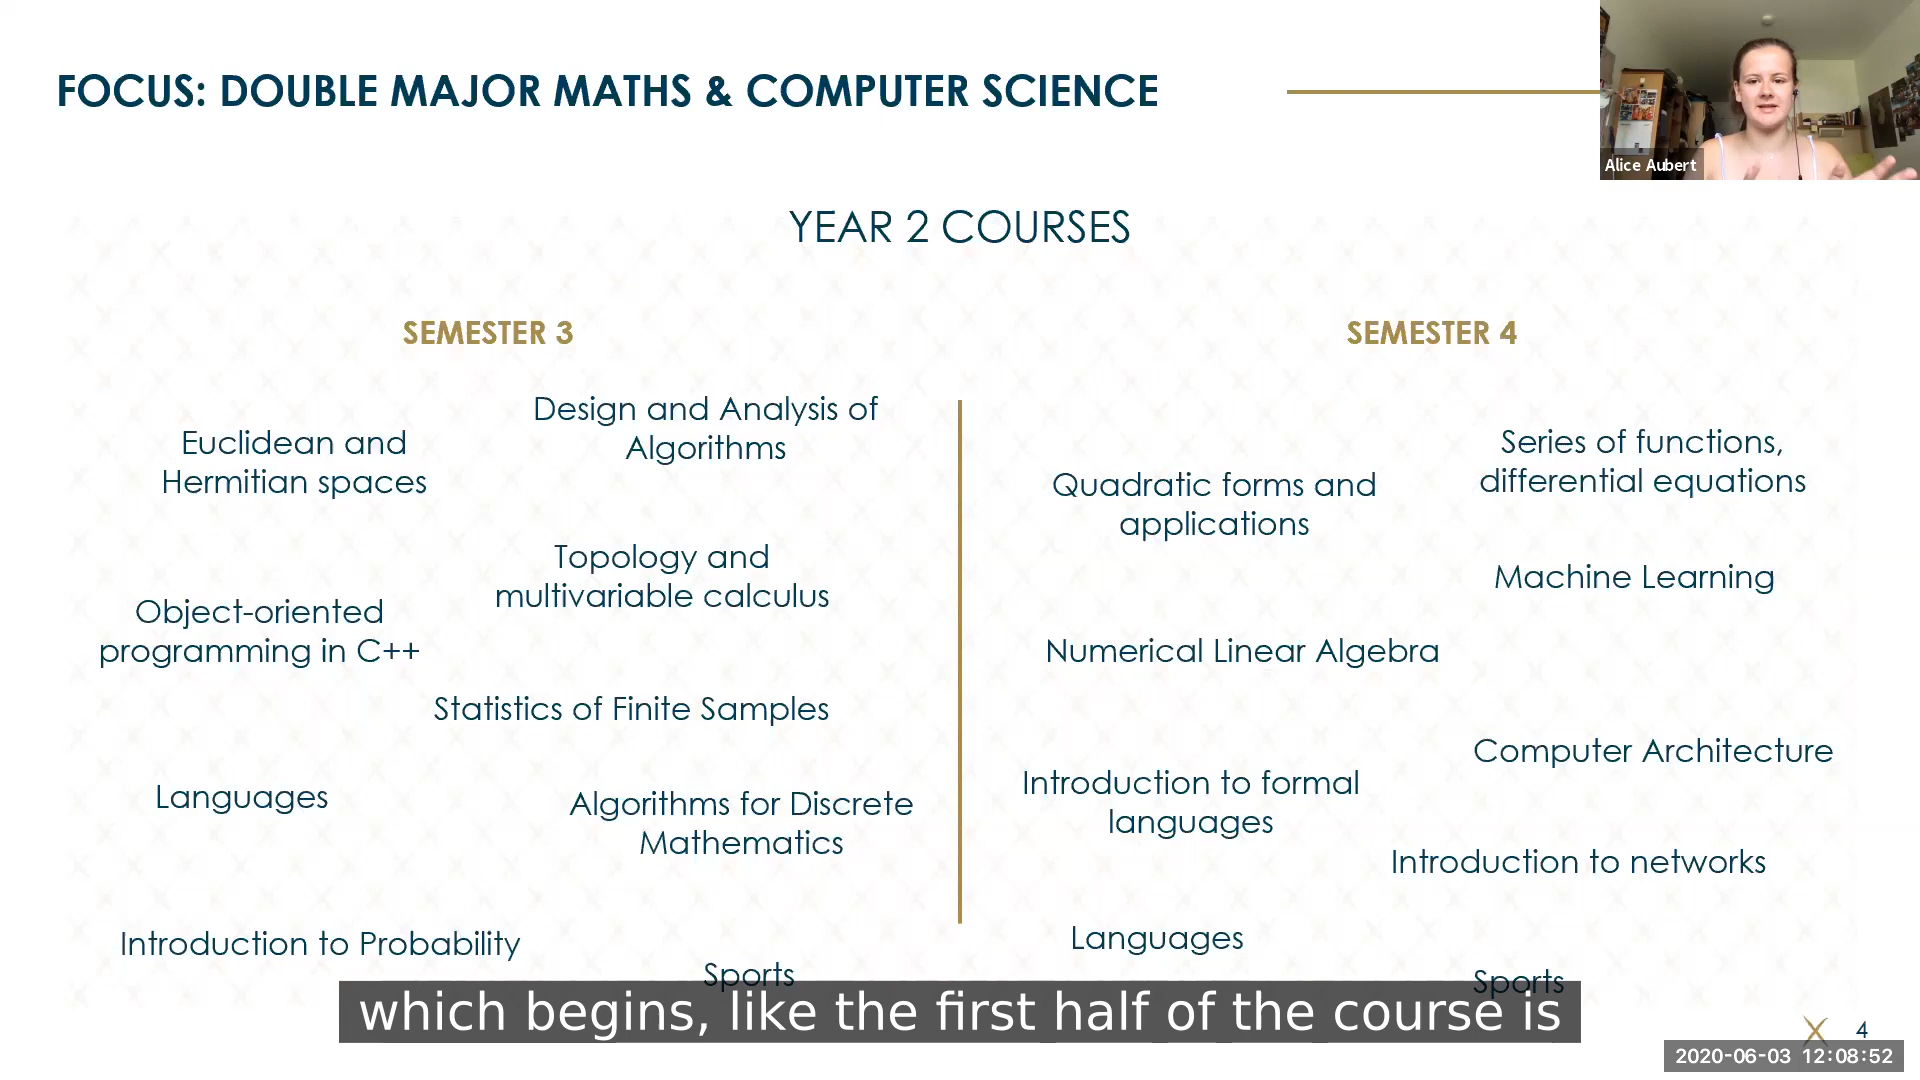 FOCUS: DOUBLE MAJOR MATHS & COMPUTER SCIENCE
Alice Aubert
YEAR 2 COURSES
SEMESTER 3
Design and Analysis of
Algorithms
Euclidean and
Hermitian spaces
Topology and
multivariable calculus
Object-oriented
programming in C++
Statistics of Finite Samples
Languages
Algorithms for Discrete
Mathematics
Introduction to Probability
Sports
SEMESTER 4
Series of functions,
differential equations
Quadratic forms and
applications
Machine Learning
Numerical Linear Algebra
Computer Architecture
Introduction to formal
languages
Introduction to networks
Languages
Sports
which begins, like the first half of the course is
4
2020-06-03 12:08:52